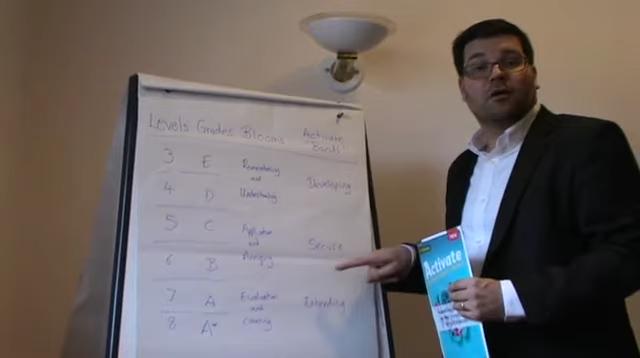 Levels Grades Blooms Activate
Bands
3 E Remembering
and
4 D Understanding Developing
5 C Application
and
Secure
6 B
7 A Evaluation Extending
and
8 A* Creating
Activate